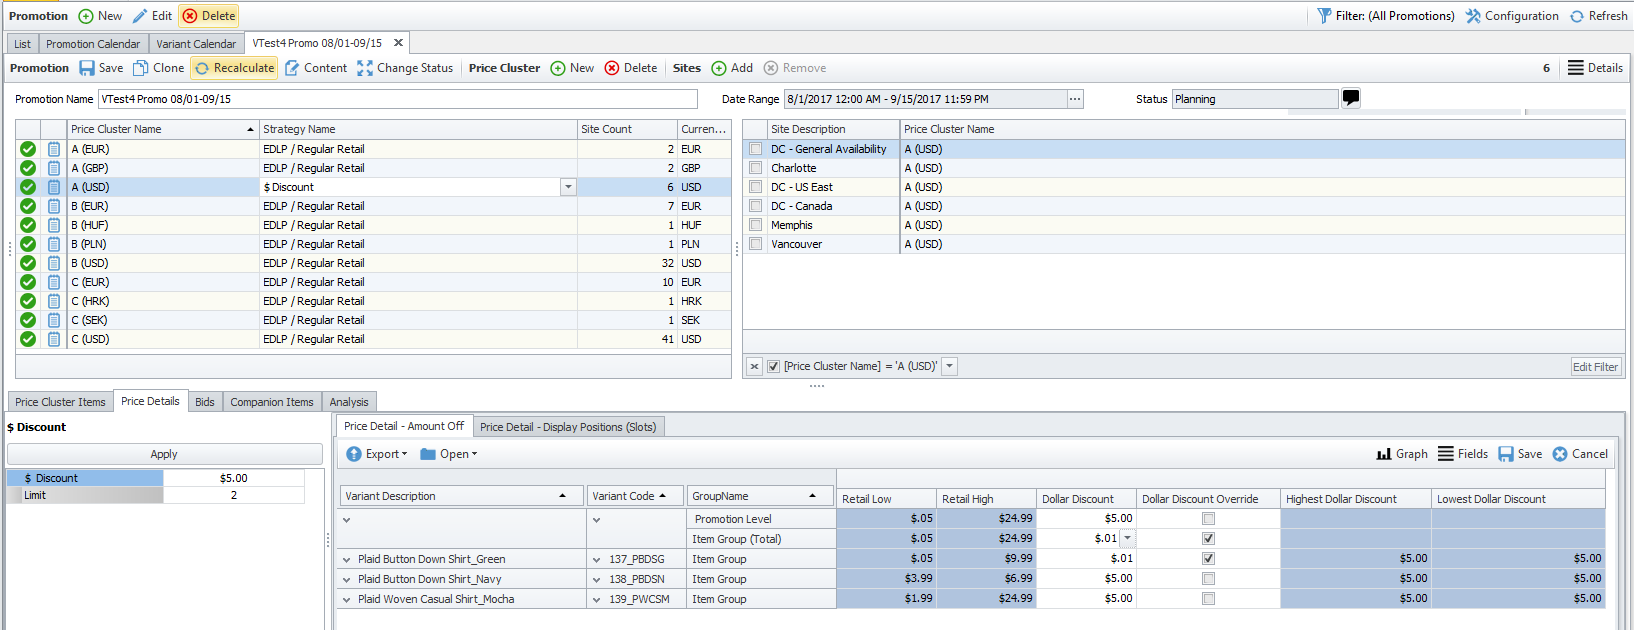 Promotion New Edit Delete Filter: (All Promotions) Configuration Refresh
List Promotion Calendar Variant Calendar VTest4 Promo 08/01-09/15
Promotion Save Clone Recalculate Content Change Status Price Cluster New Delete Sites Add Remove 6 Details
Promotion Name VTest4 Promo 08/01-09/15 Date Range 8/1/2017 12:00 AM - 9/15/2017 11:59 PM ... Status Planning
Price Cluster Name Strategy Name Site Count Curren...
A (EUR) EDLP / Regular Retail 2 EUR
A (GBP) EDLP / Regular Retail 2 GBP
A (USD) $ Discount 6 USD
B (EUR) EDLP / Regular Retail 7 EUR
B (HUF) EDLP / Regular Retail 1 HUF
B (PLN) EDLP / Regular Retail 1 PLN
B (USD) EDLP / Regular Retail 32 USD
C (EUR) EDLP / Regular Retail 10 EUR
C (HRK) EDLP / Regular Retail 1 HRK
C (SEK) EDLP / Regular Retail 1 SEK
C (USD) EDLP / Regular Retail 41 USD
Site Description Price Cluster Name
DC - General Availability A (USD)
Charlotte A (USD)
DC - US East A (USD)
DC - Canada A (USD)
Memphis A (USD)
Vancouver A (USD)
[Price Cluster Name] = 'A (USD)' Edit Filter
Price Cluster Items Price Details Bids Companion Items Analysis
$ Discount
Apply
$ Discount $5.00
Limit 2
Price Detail - Amount Off Price Detail - Display Positions (Slots)
Export Open Graph Fields Save Cancel
Variant Description Variant Code GroupName Retail Low Retail High Dollar Discount Dollar Discount Override Highest Dollar Discount Lowest Dollar Discount
Promotion Level $.05 $24.99 $5.00
Item Group (Total) $.05 $24.99 $.01
Plaid Button Down Shirt_Green 137_PBDSG Item Group $.05 $9.99 $.01 $5.00 $5.00
Plaid Button Down Shirt_Navy 138_PBDSN Item Group $3.99 $6.99 $5.00 $5.00 $5.00
Plaid Woven Casual Shirt_Mocha 139_PWCSM Item Group $1.99 $24.99 $5.00 $5.00 $5.00